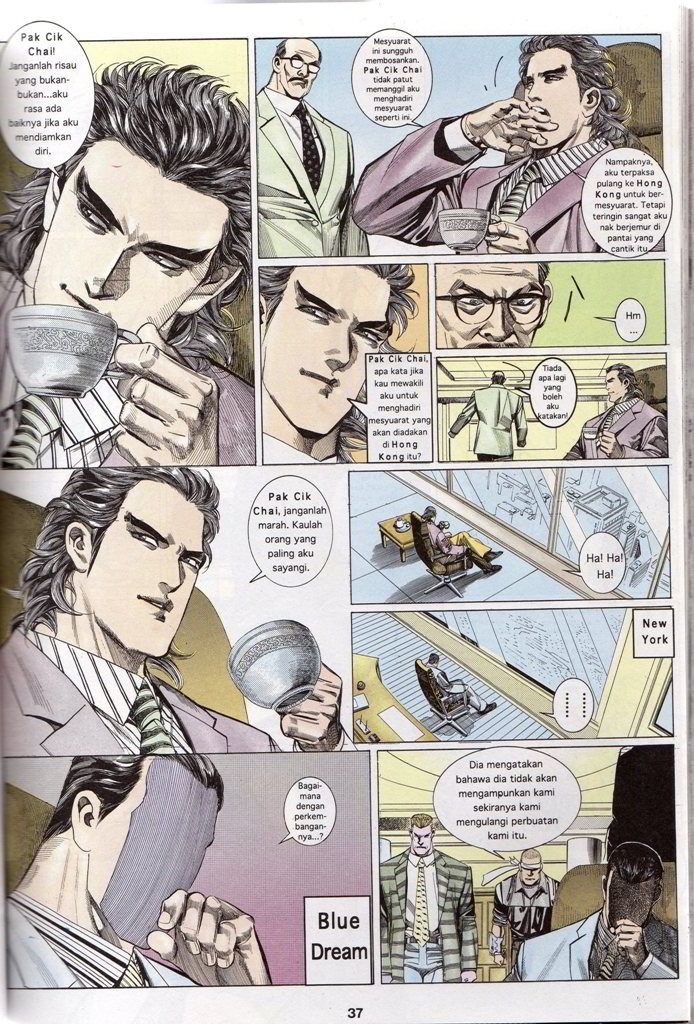 Pak Cik
Chai!
Janganlah risau
yang bukan-
bukan...aku
rasa ada
baiknya jika aku
mendiamkan
diri.
Mesyuarat
ini sungguh
membosankan.
Pak Cik Chai
tidak patut
memanggil aku
menghadiri
mesyuarat
seperti ini.
Nampaknya,
aku terpaksa
pulang ke Hong
Kong untuk ber-
mesyuarat. Tetapi
teringin sangat aku
nak berjemur di
pantai yang
cantik itu.
Pak Cik Chai,
apa kata jika
kau mewakili
aku untuk
menghadiri
mesyuarat yang
akan diadakan
di Hong
Kong itu?
Hm
...
Tiada
apa lagi
yang
boleh
aku
katakan!
Pak Cik
Chai, janganlah
marah. Kaulah
orang yang
paling aku
sayangi.
Ha! Ha!
Ha!
New
York
Bagai-
mana
dengan
perkem-
bangan-
nya...?
Blue
Dream
Dia mengatakan
bahawa dia tidak akan
mengampunkan kami
sekiranya kami
mengulangi perbuatan
kami itu.
37